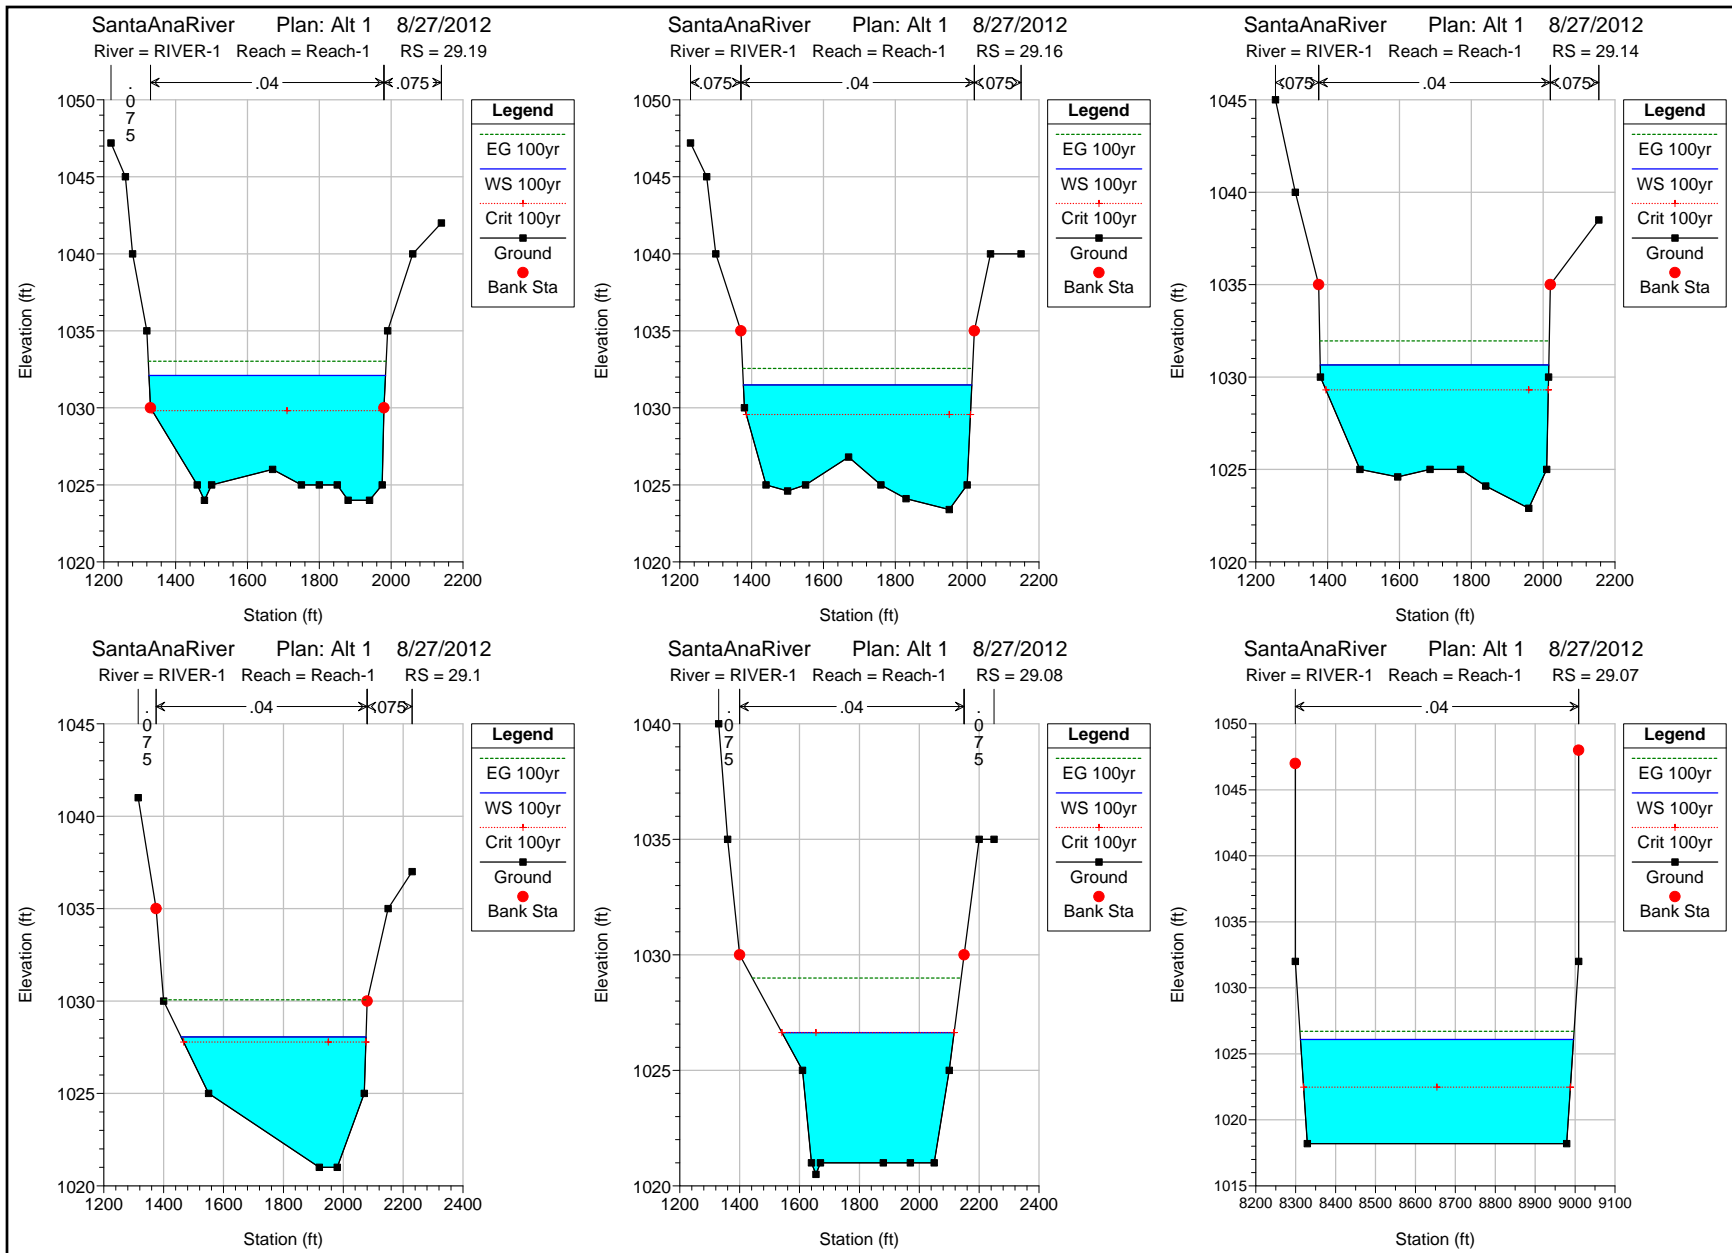 SantaAnaRiver Plan: Alt 1 8/27/2012
River = RIVER-1 Reach = Reach-1 RS = 29.19
.075 .04 .075
Legend
EG 100yr
WS 100yr
Crit 100yr
Ground
Bank Sta
Elevation (ft)
1050
1045
1040
1035
1030
1025
1020
1200 1400 1600 1800 2000 2200
Station (ft)
SantaAnaRiver Plan: Alt 1 8/27/2012
River = RIVER-1 Reach = Reach-1 RS = 29.16
.075 .04 .075
Legend
EG 100yr
WS 100yr
Crit 100yr
Ground
Bank Sta
Elevation (ft)
1050
1045
1040
1035
1030
1025
1020
1200 1400 1600 1800 2000 2200
Station (ft)
SantaAnaRiver Plan: Alt 1 8/27/2012
River = RIVER-1 Reach = Reach-1 RS = 29.14
.075 .04 .075
Legend
EG 100yr
WS 100yr
Crit 100yr
Ground
Bank Sta
Elevation (ft)
1045
1040
1035
1030
1025
1020
1200 1400 1600 1800 2000 2200
Station (ft)
SantaAnaRiver Plan: Alt 1 8/27/2012
River = RIVER-1 Reach = Reach-1 RS = 29.1
.075 .04 .075
Legend
EG 100yr
WS 100yr
Crit 100yr
Ground
Bank Sta
Elevation (ft)
1045
1040
1035
1030
1025
1020
1200 1400 1600 1800 2000 2200 2400
Station (ft)
SantaAnaRiver Plan: Alt 1 8/27/2012
River = RIVER-1 Reach = Reach-1 RS = 29.08
.075 .04 .075
Legend
EG 100yr
WS 100yr
Crit 100yr
Ground
Bank Sta
Elevation (ft)
1040
1035
1030
1025
1020
1200 1400 1600 1800 2000 2200 2400
Station (ft)
SantaAnaRiver Plan: Alt 1 8/27/2012
River = RIVER-1 Reach = Reach-1 RS = 29.07
.04
Legend
EG 100yr
WS 100yr
Crit 100yr
Ground
Bank Sta
Elevation (ft)
1050
1045
1040
1035
1030
1025
1020
1015
8200 8300 8400 8500 8600 8700 8800 8900 9000 9100
Station (ft)